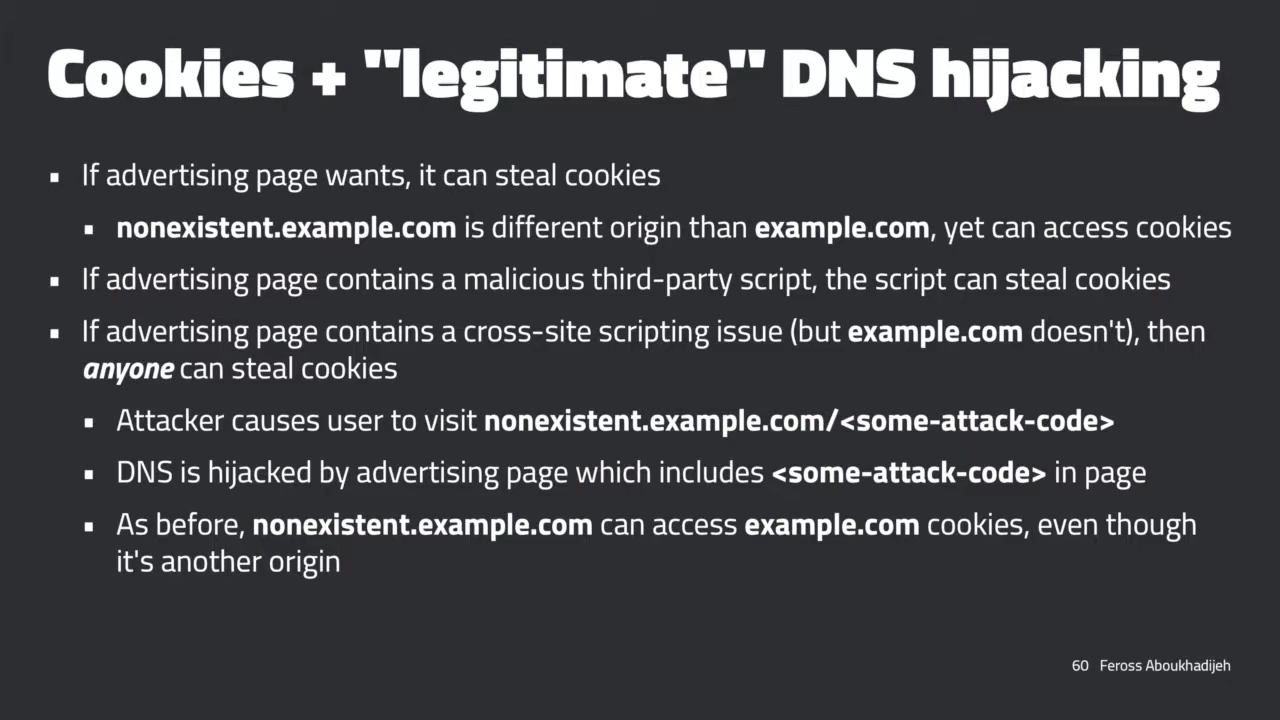 Cookies + "legitimate" DNS hijacking
▪ If advertising page wants, it can steal cookies
▪ nonexistent.example.com is different origin than example.com, yet can access cookies
▪ If advertising page contains a malicious third-party script, the script can steal cookies
▪ If advertising page contains a cross-site scripting issue (but example.com doesn't), then
anyone can steal cookies
▪ Attacker causes user to visit nonexistent.example.com/<some-attack-code>
▪ DNS is hijacked by advertising page which includes <some-attack-code> in page
▪ As before, nonexistent.example.com can access example.com cookies, even though
it's another origin
60 Feross Aboukhadijeh